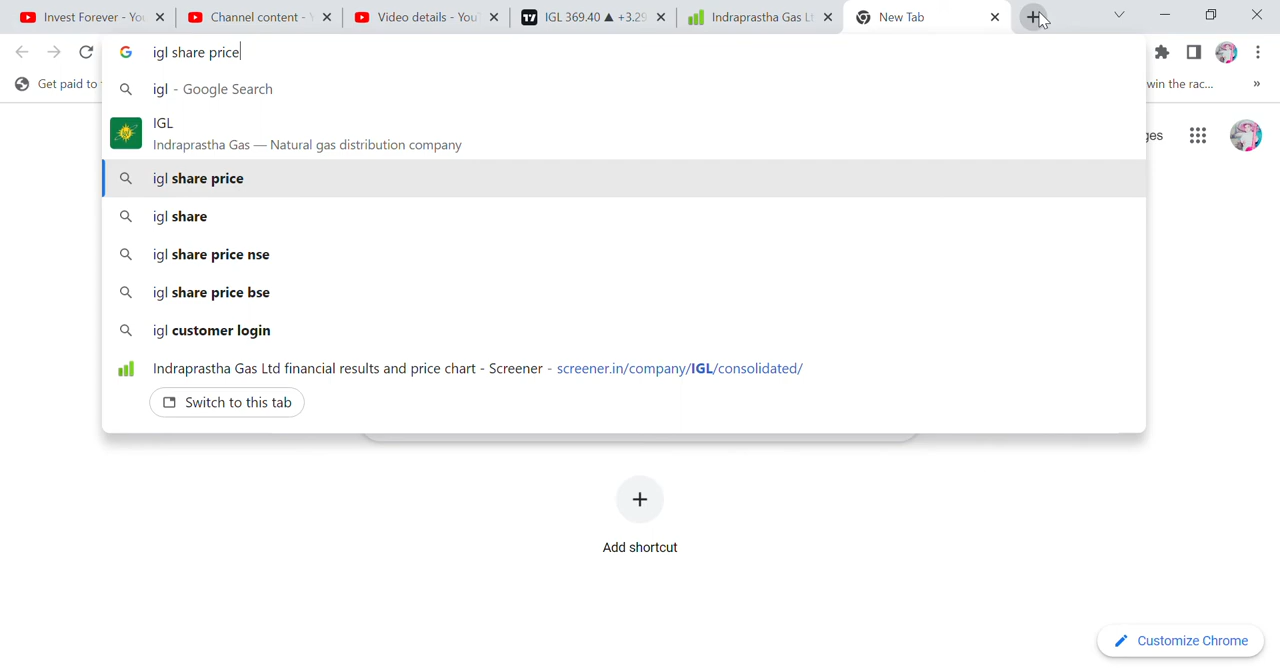 Invest Forever - You
Channel content - Y
Video details - YouT
IGL 369.40 ▲ +3.29
Indraprastha Gas Lt
New Tab
igl share price
Get paid to
win the rac...
»
igl - Google Search
IGL
Indraprastha Gas — Natural gas distribution company
ges
igl share price
igl share
igl share price nse
igl share price bse
igl customer login
Indraprastha Gas Ltd financial results and price chart - Screener - screener.in/company/IGL/consolidated/
Switch to this tab
Add shortcut
Customize Chrome